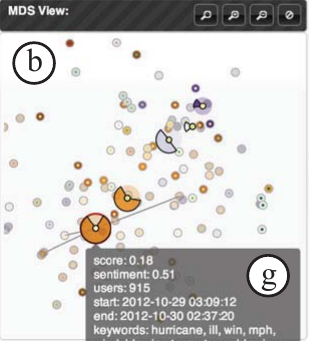 MDS View:
b
g
score: 0.18
sentiment: 0.51
users: 915
start: 2012-10-29 03:09:12
end: 2012-10-30 02:37:20
keywords: hurricane, ill, win, mph,